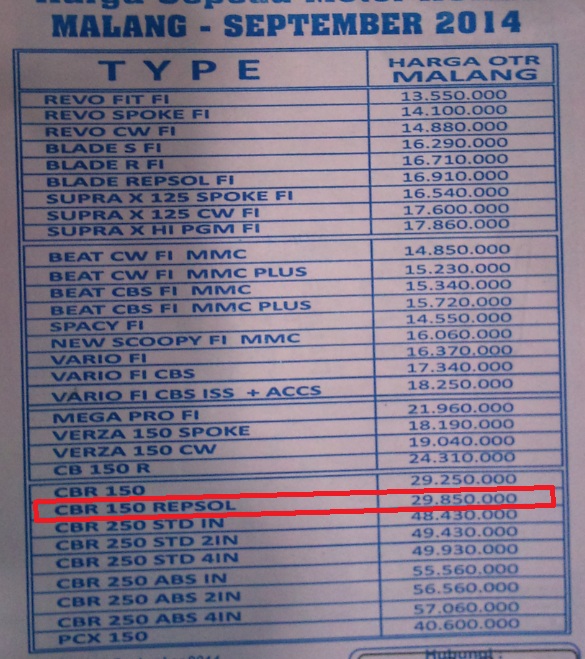 Harga Sepeda Motor
MALANG - SEPTEMBER 2014
TYPE HARGA OTR MALANG
REVO FIT FI 13.550.000
REVO SPOKE FI 14.100.000
REVO CW FI 14.880.000
BLADE S FI 16.290.000
BLADE R FI 16.710.000
BLADE REPSOL FI 16.910.000
SUPRA X 125 SPOKE FI 16.540.000
SUPRA X 125 CW FI 17.600.000
SUPRA X HI PGM FI 17.860.000
BEAT CW FI MMC 14.850.000
BEAT CW FI MMC PLUS 15.230.000
BEAT CBS FI MMC 15.340.000
BEAT CBS FI MMC PLUS 15.720.000
SPACY FI 14.550.000
NEW SCOOPY FI MMC 16.060.000
VARIO FI 16.370.000
VARIO FI CBS 17.340.000
VARIO FI CBS ISS + ACCS 18.250.000
MEGA PRO FI 21.960.000
VERZA 150 SPOKE 18.190.000
VERZA 150 CW 19.040.000
CB 150 R 24.310.000
CBR 150 29.250.000
CBR 150 REPSOL 29.850.000
CBR 250 STD IN 48.430.000
CBR 250 STD 2IN 49.430.000
CBR 250 STD 4IN 49.930.000
CBR 250 ABS IN 55.560.000
CBR 250 ABS 2IN 56.560.000
CBR 250 ABS 4IN 57.060.000
PCX 150 40.600.000
Hubungi :